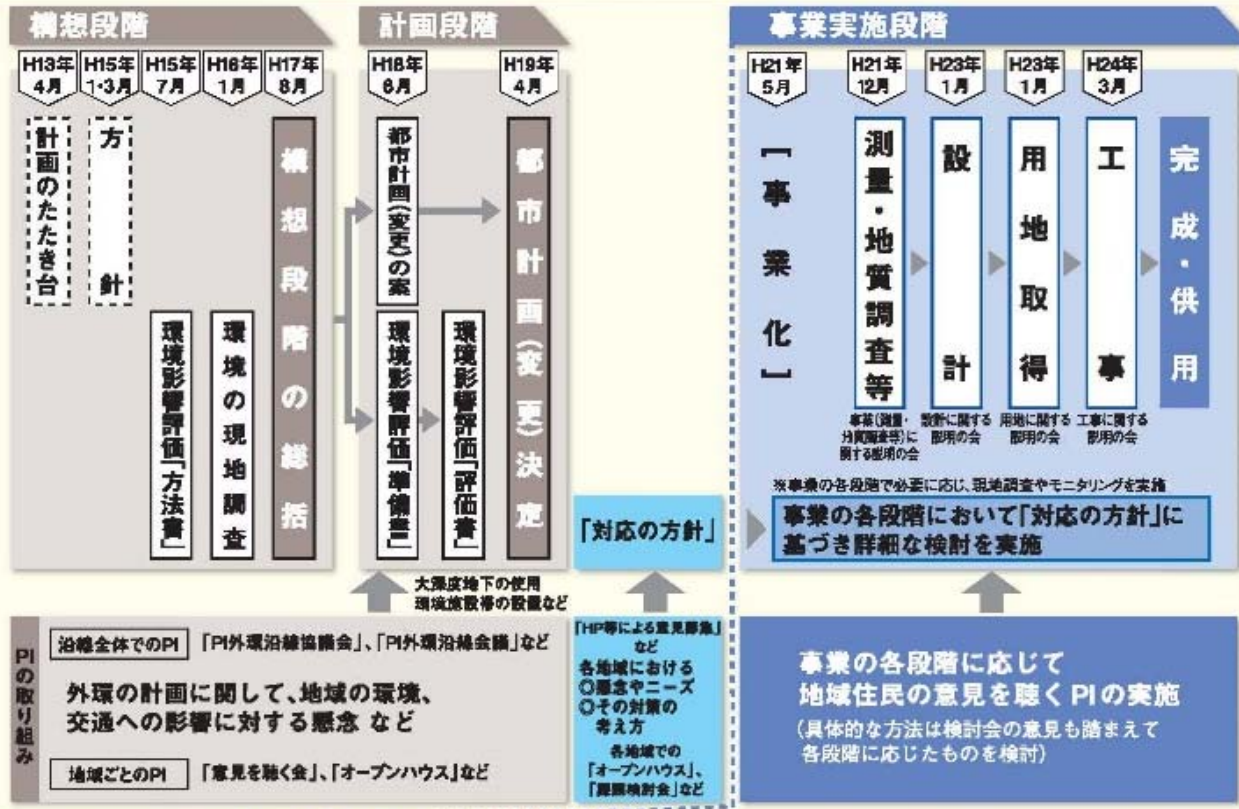 構想段階
H13年
4月
H15年
1・3月
H15年
7月
H16年
1月
H17年
8月
計画のたたき台
方針
環境影響評価「方法書」
環境の現地調査
構想段階の総括
計画段階
H18年
6月
H19年
4月
都市計画(変更)の案
環境影響評価「準備書」
環境影響評価「評価書」
都市計画(変更)決定
大深度地下の使用
環境施設帯の設置など
「対応の方針」
事業実施段階
H21年
5月
H21年
12月
H23年
1月
H23年
1月
H24年
3月
[事業化]
測量・地質調査等
設計
用地取得
工事
完成・供用
事業(測量・
地質調査等)に
関する説明の会
設計に関する
説明の会
用地に関する
説明の会
工事に関する
説明の会
※事業の各段階で必要に応じ、現地調査やモニタリングを実施
事業の各段階において「対応の方針」に
基づき詳細な検討を実施
PIの取り組み
沿線全体でのPI
「PI外環沿線協議会」、「PI外環沿線会議」など
外環の計画に関して、地域の環境、
交通への影響に対する懸念 など
地域ごとのPI
「意見を聴く会」、「オープンハウス」など
「HP等による意見募集」
など
各地域における
○懸念やニーズ
○その対策の
考え方
各地域での
「オープンハウス」、
「課題検討会」など
事業の各段階に応じて
地域住民の意見を聴くPIの実施
(具体的な方法は検討会の意見も踏まえて
各段階に応じたものを検討)